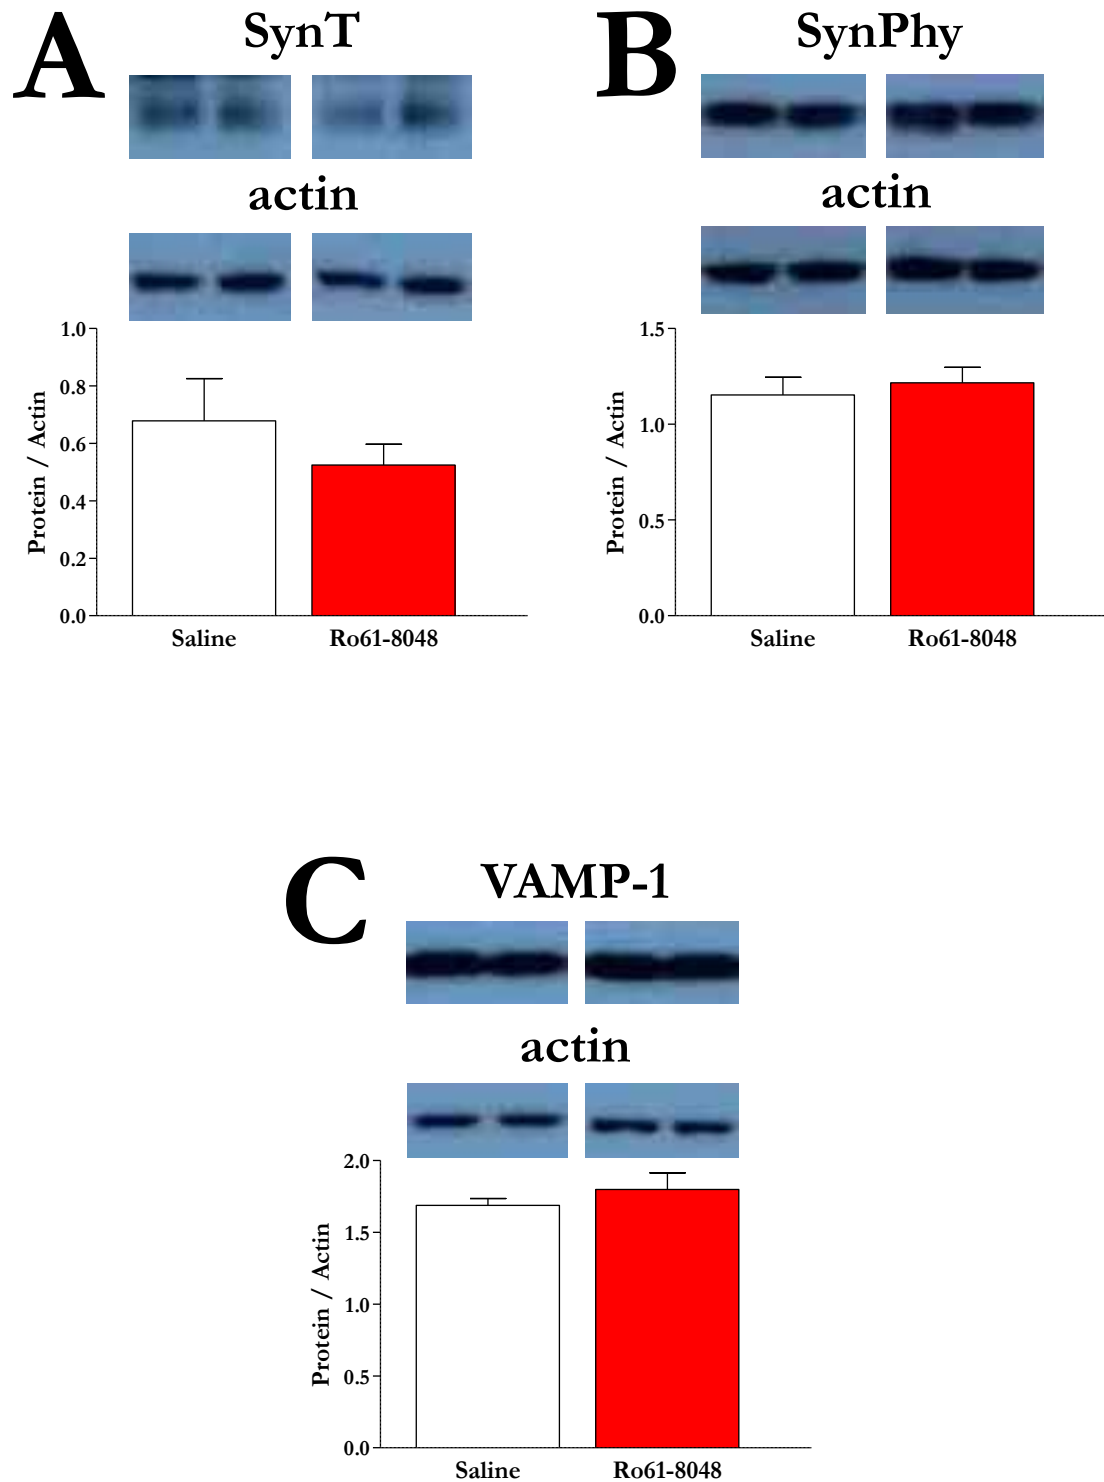 A
SynT
actin
Protein / Actin
1.0
0.8
0.6
0.4
0.2
0.0
Saline
Ro61-8048
B
SynPhy
actin
Protein / Actin
1.5
1.0
0.5
0.0
Saline
Ro61-8048
C
VAMP-1
actin
Protein / Actin
2.0
1.5
1.0
0.5
0.0
Saline
Ro61-8048